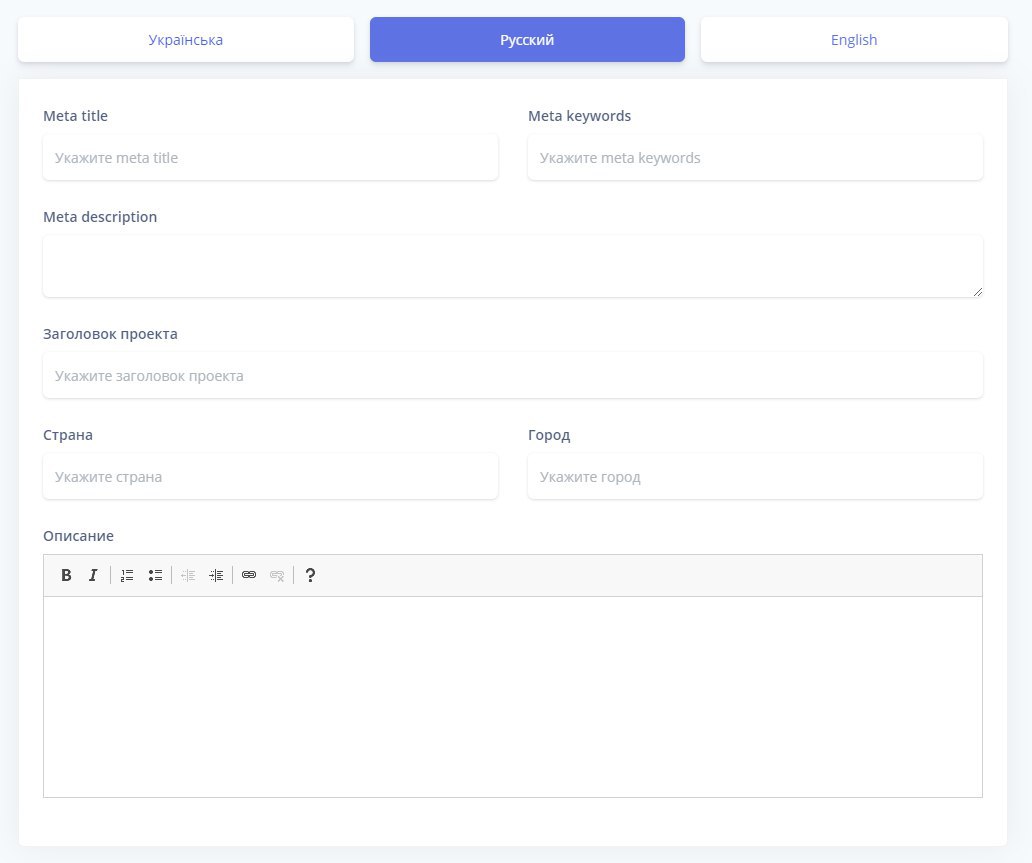 Українська
Русский
English
Meta title
Meta keywords
Укажите meta title
Укажите meta keywords
Meta description
Заголовок проекта
Укажите заголовок проекта
Страна
Город
Укажите страна
Укажите город
Описание
B I ?